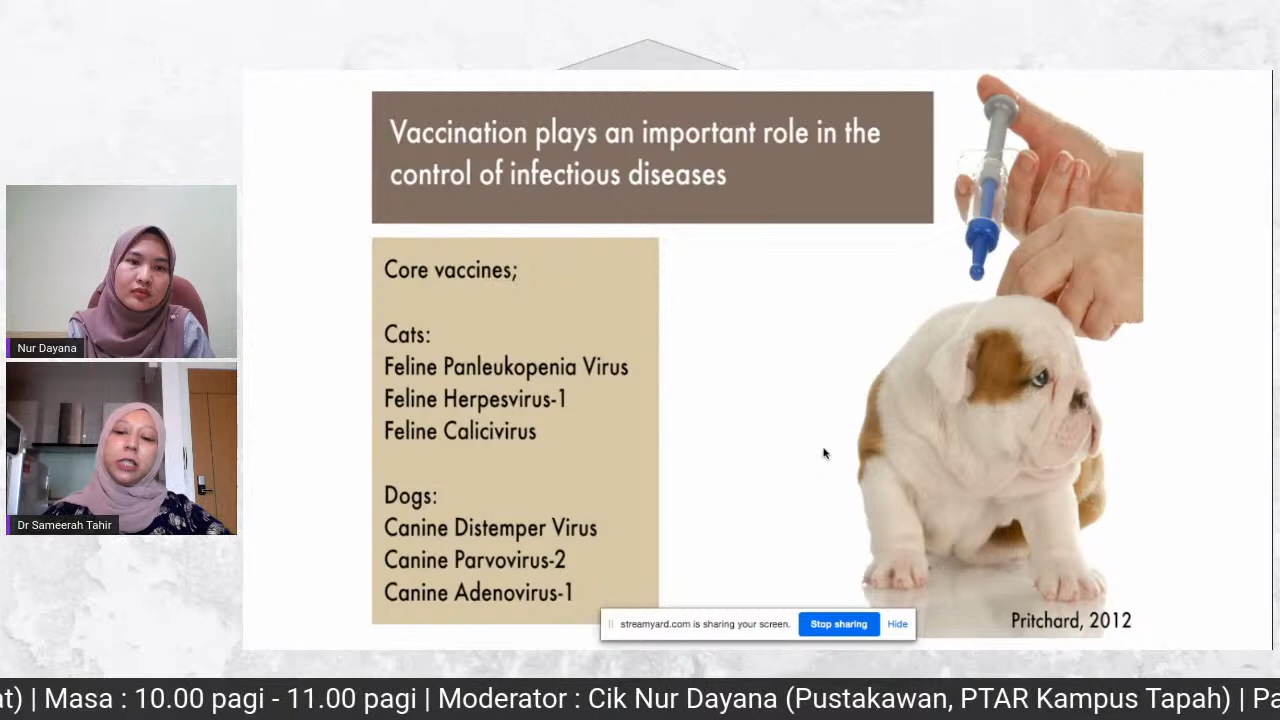 Vaccination plays an important role in the
control of infectious diseases
Core vaccines;
Cats:
Feline Panleukopenia Virus
Feline Herpesvirus-1
Feline Calicivirus
Dogs:
Canine Distemper Virus
Canine Parvovirus-2
Canine Adenovirus-1
Pritchard, 2012
Nur Dayana
Dr Sameerah Tahir
streamyard.com is sharing your screen. Stop sharing Hide
at) | Masa : 10.00 pagi - 11.00 pagi | Moderator : Cik Nur Dayana (Pustakawan, PTAR Kampus Tapah) | Pa